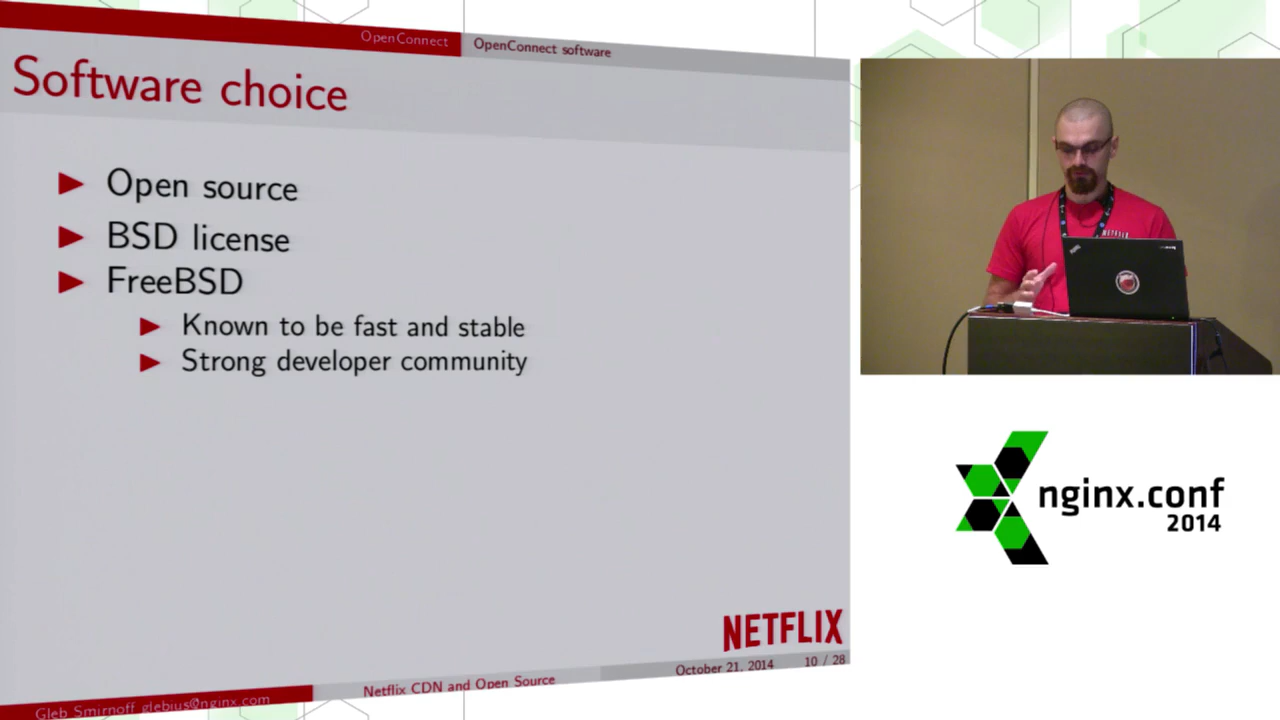 OpenConnect
OpenConnect software
Software choice
Open source
BSD license
FreeBSD
Known to be fast and stable
Strong developer community
NETFLIX
October 21, 2014
10 / 28
Netflix CDN and Open Source
Gleb Smirnoff glebius@nginx.com
NETFLIX
nginx.conf
2014